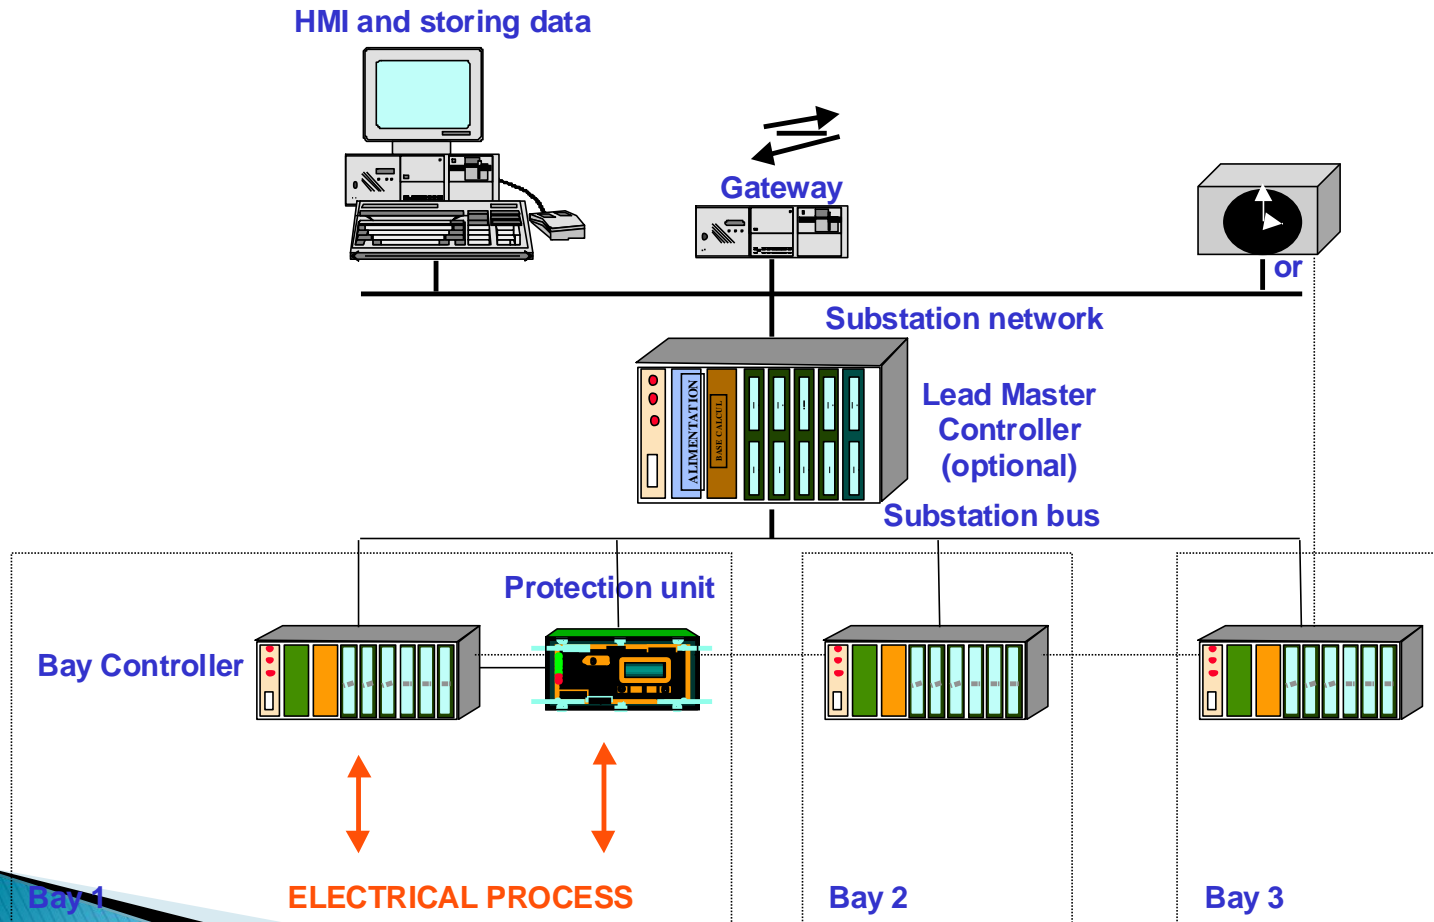 HMI and storing data
Gateway
or
Substation network
ALIMENTATION
BASE CALCUL
Lead Master
Controller
(optional)
Substation bus
Protection unit
Bay Controller
Bay 1
ELECTRICAL PROCESS
Bay 2
Bay 3